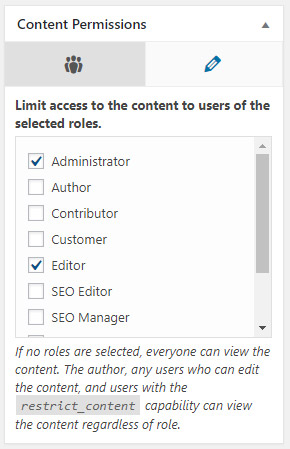 Content Permissions
Limit access to the content to users of the
selected roles.
Administrator
Author
Contributor
Customer
Editor
SEO Editor
SEO Manager
If no roles are selected, everyone can view the
content. The author, any users who can edit
the content, and users with the
restrict_content capability can view
the content regardless of role.